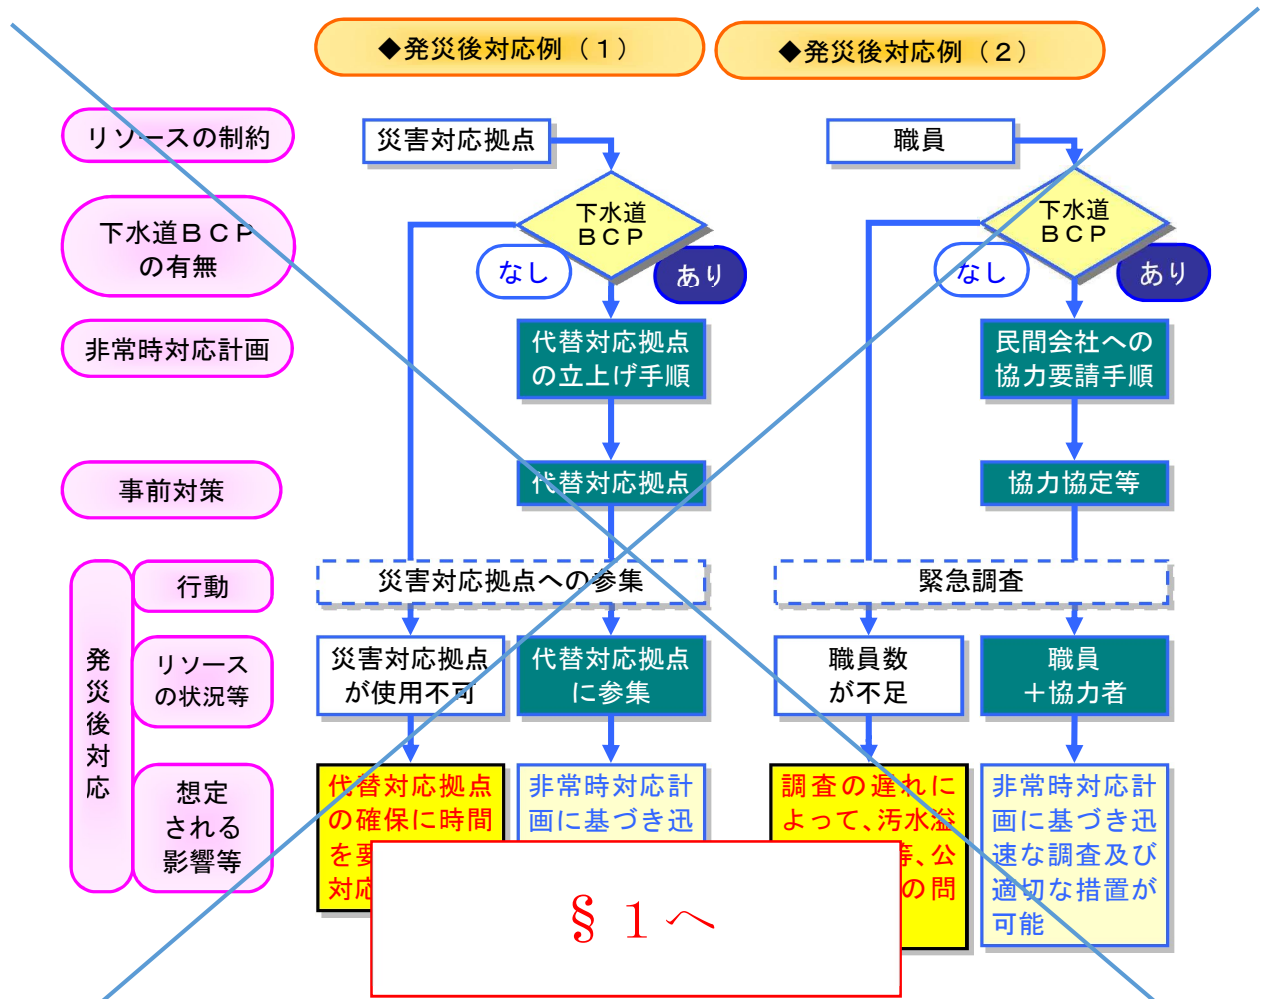 ◆発災後対応例（１）
◆発災後対応例（２）
リソースの制約
災害対応拠点
職員
下水道ＢＣＰ
の有無
下水道
ＢＣＰ
なし
あり
下水道
ＢＣＰ
なし
あり
非常時対応計画
代替対応拠点
の立上げ手順
民間会社への
協力要請手順
事前対策
代替対応拠点
協力協定等
発災後対応
行動
災害対応拠点への参集
緊急調査
リソース
の状況等
災害対応拠点
が使用不可
代替対応拠点
に参集
職員数
が不足
職員
＋協力者
想定
される
影響等
代替対応拠点
の確保に時間
を要
対応
非常時対応計
画に基づき迅
調査の遅れに
よって、汚水溢
等、公
の問
非常時対応計
画に基づき迅
速な調査及び
適切な措置が
可能
§１へ